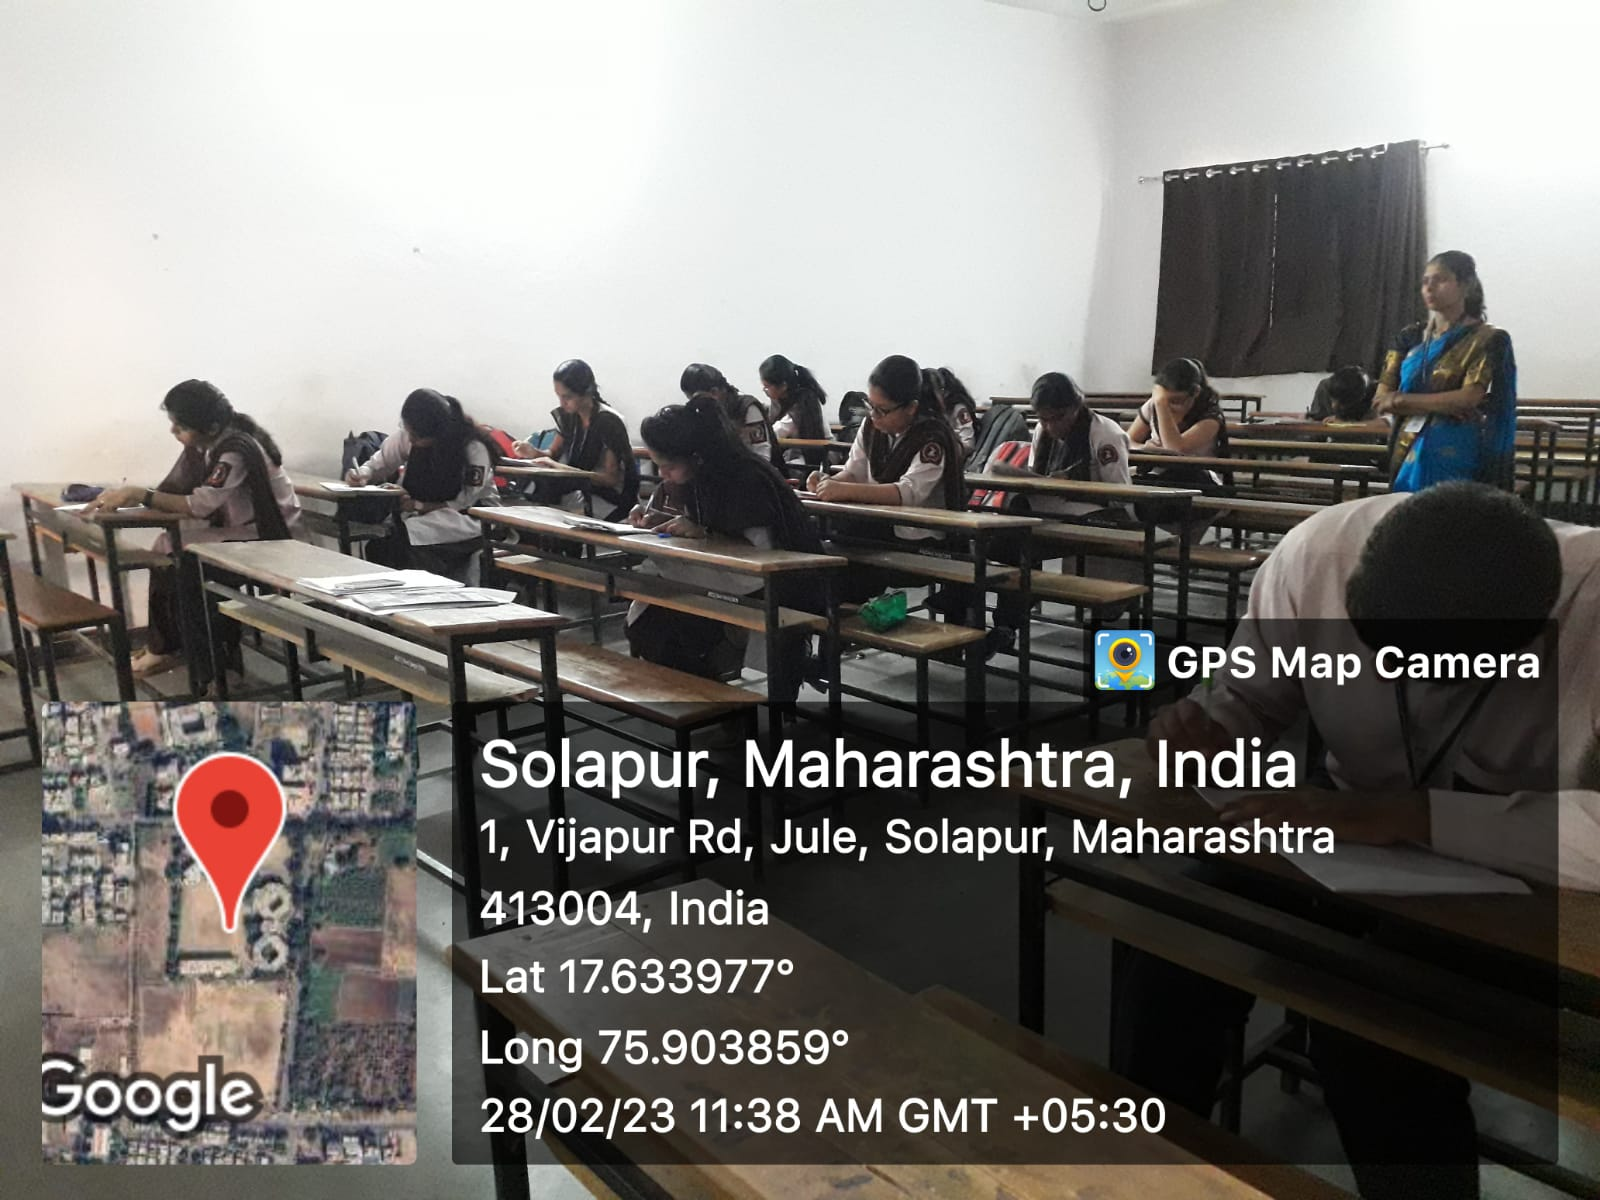 GPS Map Camera
Solapur, Maharashtra, India
1, Vijapur Rd, Jule, Solapur, Maharashtra
413004, India
Lat 17.633977°
Long 75.903859°
28/02/23 11:38 AM GMT +05:30
Google